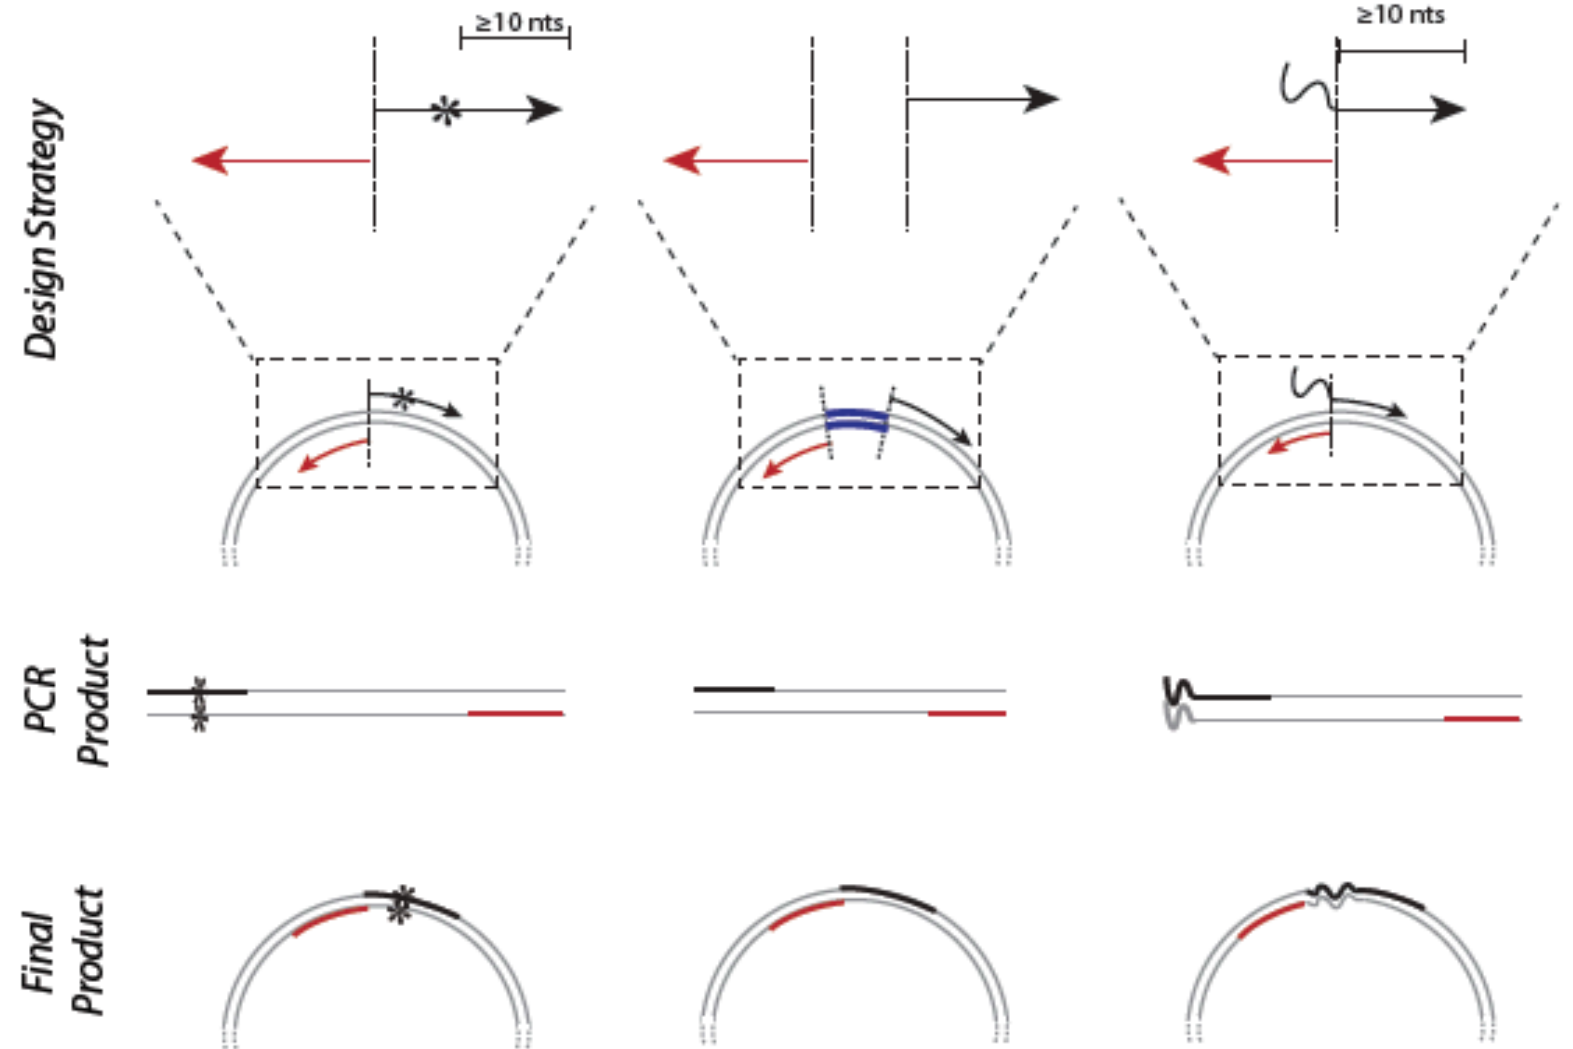 ≥10 nts
≥10 nts
Design Strategy
PCR
Product
Final
Product